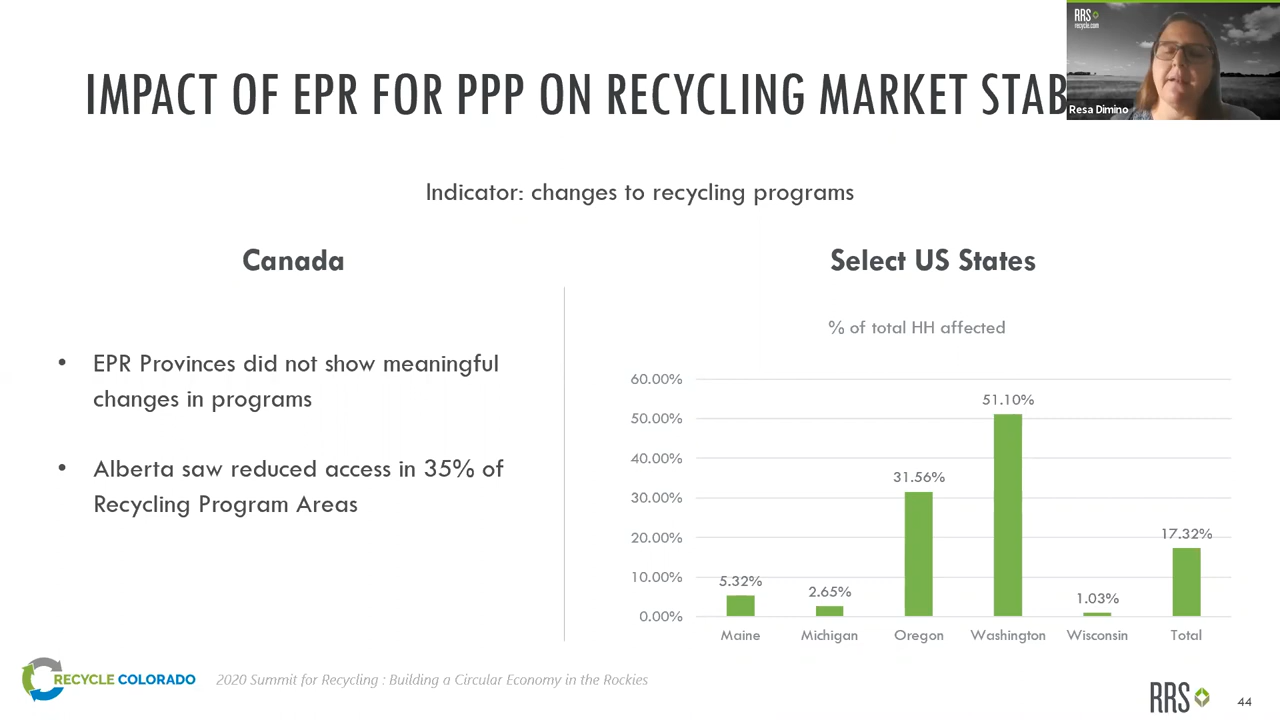 IMPACT OF EPR FOR PPP ON RECYCLING MARKET STAB
RRS
recycle.com
Resa Dimino
Indicator: changes to recycling programs
Canada
• EPR Provinces did not show meaningful
changes in programs
• Alberta saw reduced access in 35% of
Recycling Program Areas
Select US States
% of total HH affected
60.00%
50.00%
40.00%
30.00%
20.00%
10.00%
0.00%
5.32%
2.65%
31.56%
51.10%
1.03%
17.32%
Maine
Michigan
Oregon
Washington
Wisconsin
Total
RECYCLE COLORADO
2020 Summit for Recycling : Building a Circular Economy in the Rockies
RRS
44